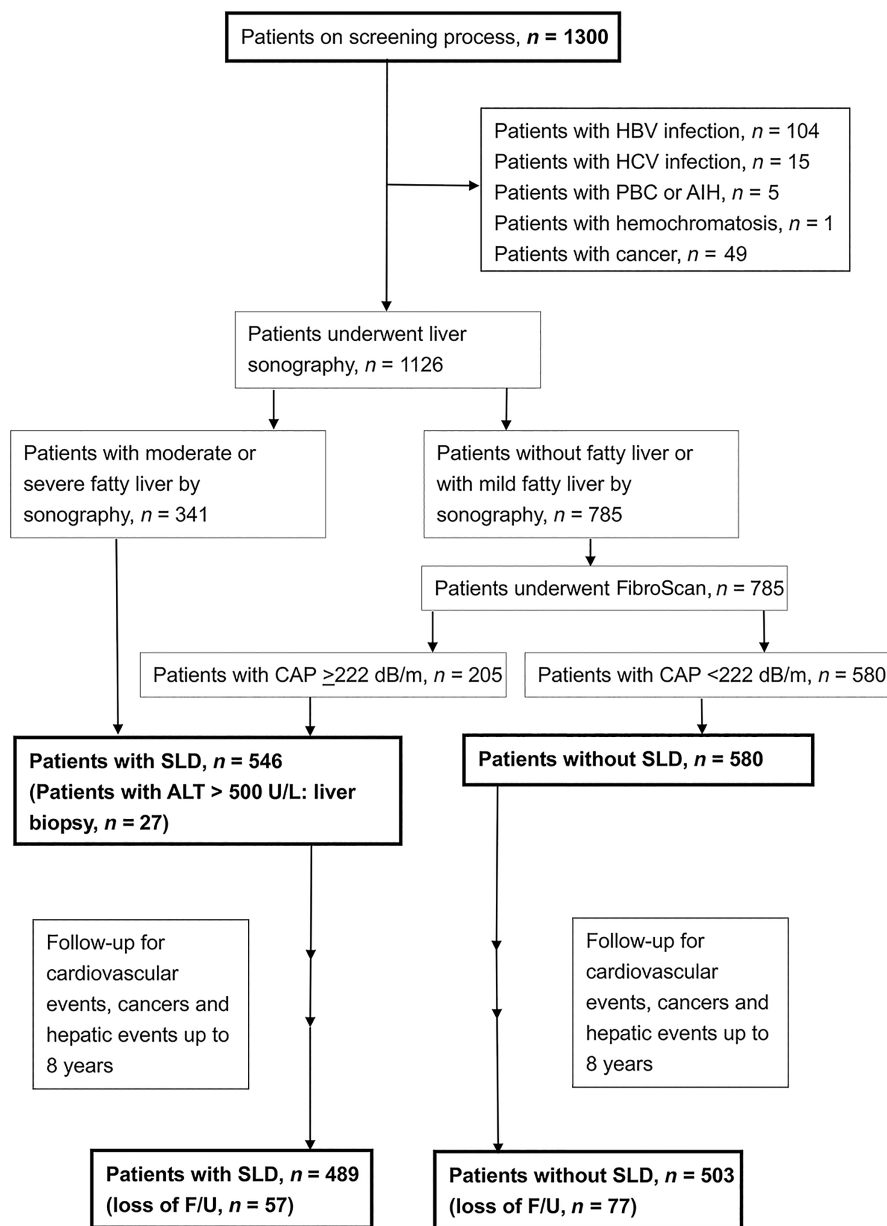 Patients on screening process, n = 1300
Patients with HBV infection, n = 104
Patients with HCV infection, n = 15
Patients with PBC or AIH, n = 5
Patients with hemochromatosis, n = 1
Patients with cancer, n = 49
Patients underwent liver
sonography, n = 1126
Patients with moderate or
severe fatty liver by
sonography, n = 341
Patients without fatty liver or
with mild fatty liver by
sonography, n = 785
Patients underwent FibroScan, n = 785
Patients with CAP ≥222 dB/m, n = 205
Patients with CAP <222 dB/m, n = 580
Patients with SLD, n = 546
(Patients with ALT > 500 U/L: liver
biopsy, n = 27)
Patients without SLD, n = 580
Follow-up for
cardiovascular
events, cancers and
hepatic events up to
8 years
Follow-up for
cardiovascular
events, cancers and
hepatic events up to
8 years
Patients with SLD, n = 489
(loss of F/U, n = 57)
Patients without SLD, n = 503
(loss of F/U, n = 77)